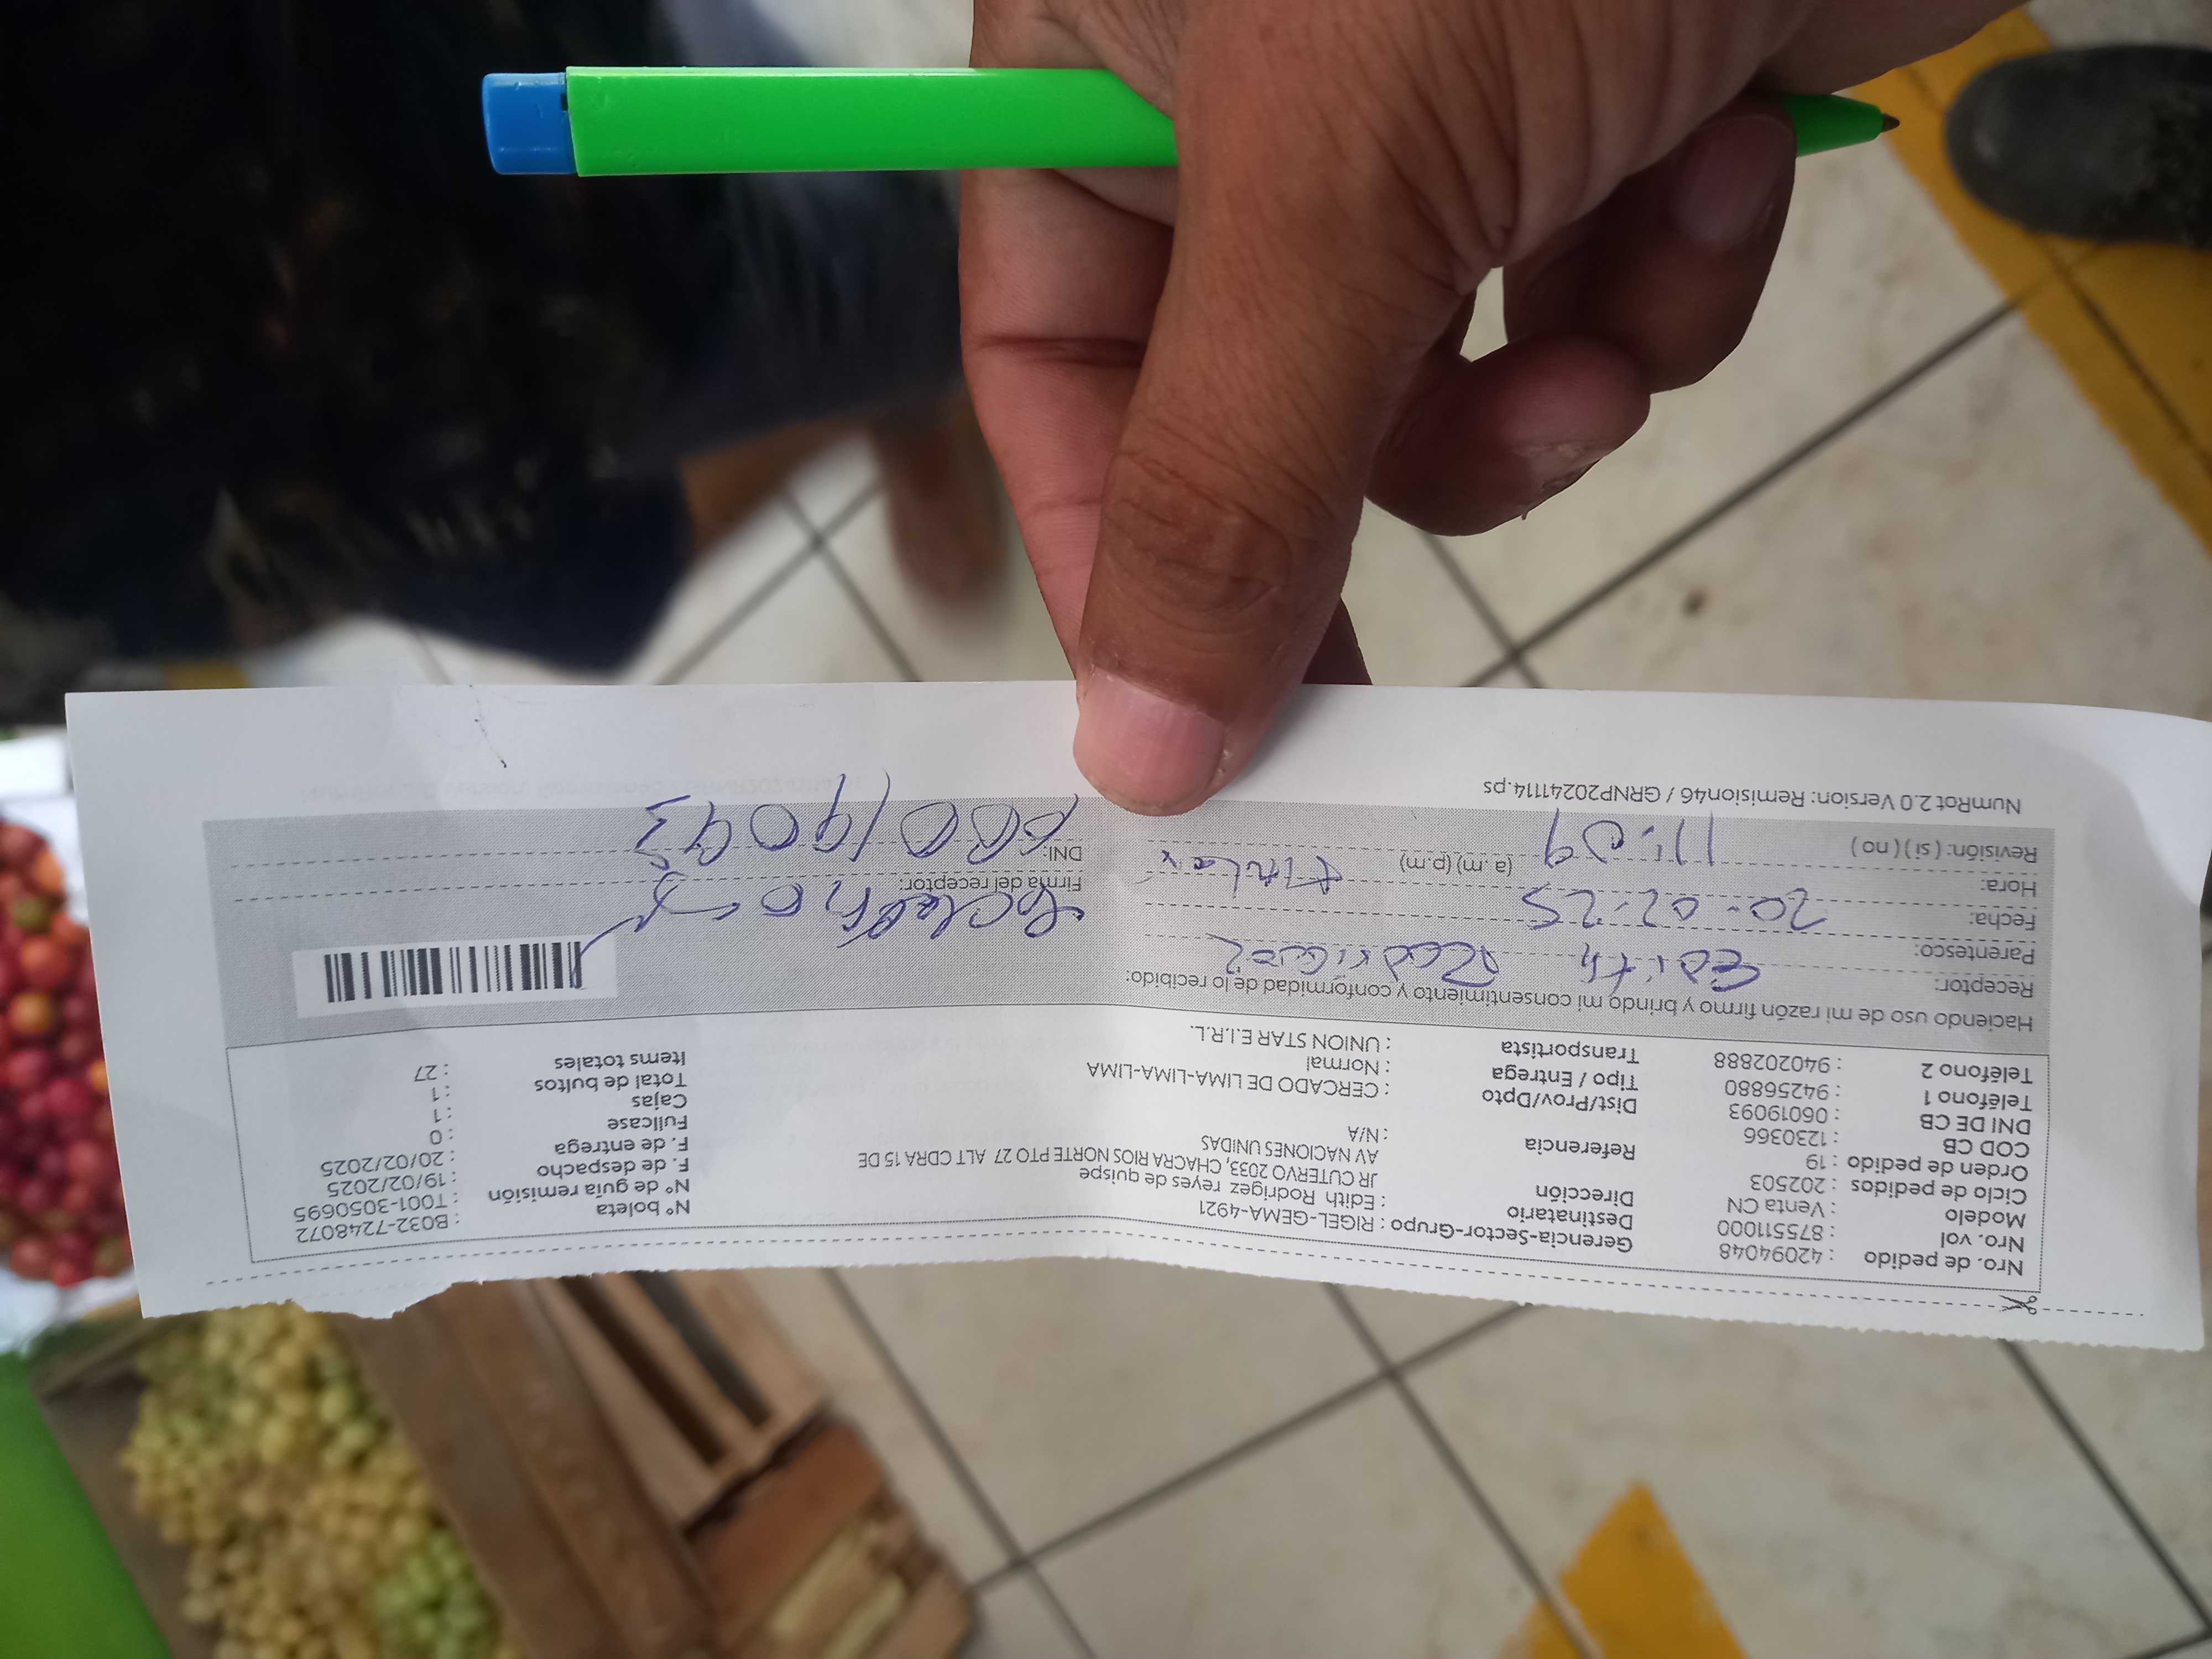 Nro. de pedido : 42094048 Gerencia-Sector-Grupo : RIGEL-GEMA-4921 N° boleta : B032-7248072
Nro. vol : 875511000 Destinatario : Edith Rodrigez reyes de quispe N° de guía remisión : T001-3050695
Modelo : Venta CN Dirección JR CUTERVO 2033, CHACRA RIOS NORTE PTO 27 ALT CDRA 15 DE F. de despacho : 19/02/2025
Ciclo de pedidos : 202503 AV NACIONES UNIDAS F. de entrega : 20/02/2025
Orden de pedido : 19 Referencia : N/A Fullcase : 0
COD CB : 1230366 Dist/Prov/Dpto : CERCADO DE LIMA-LIMA-LIMA Cajas : 1
DNI DE CB : 06019093 Tipo / Entrega : Normal Total de bultos : 1
Teléfono 1 : 94256880 Transportista : UNION STAR E.I.R.L. Items totales : 27
Teléfono 2 : 940202888
Haciendo uso de mi razón firmo y brindo mi consentimiento y conformidad de lo recibido:
Receptor: Edith Rodriguez
Parentesco:
Fecha: 20-02-25
Hora: 11:09 (a .m) (p.m) titular
Revisión: ( si ) ( no )
Firma del receptor:
DNI: 06019093
NumRot 2.0 Version: Remision46 / GRNP20241114.ps